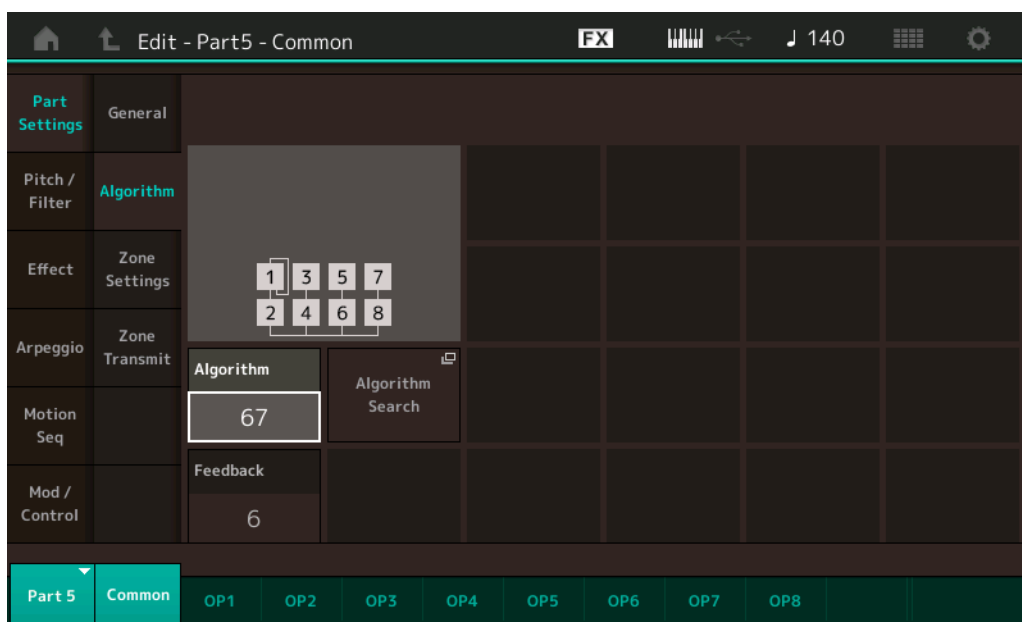 Edit - Part5 - Common
FX
140
Part
Settings
General
Pitch /
Filter
Algorithm
Effect
Zone
Settings
Arpeggio
Zone
Transmit
Motion
Seq
Mod /
Control
1 3 5 7
2 4 6 8
Algorithm
67
Algorithm
Search
Feedback
6
Part 5
Common
OP1
OP2
OP3
OP4
OP5
OP6
OP7
OP8